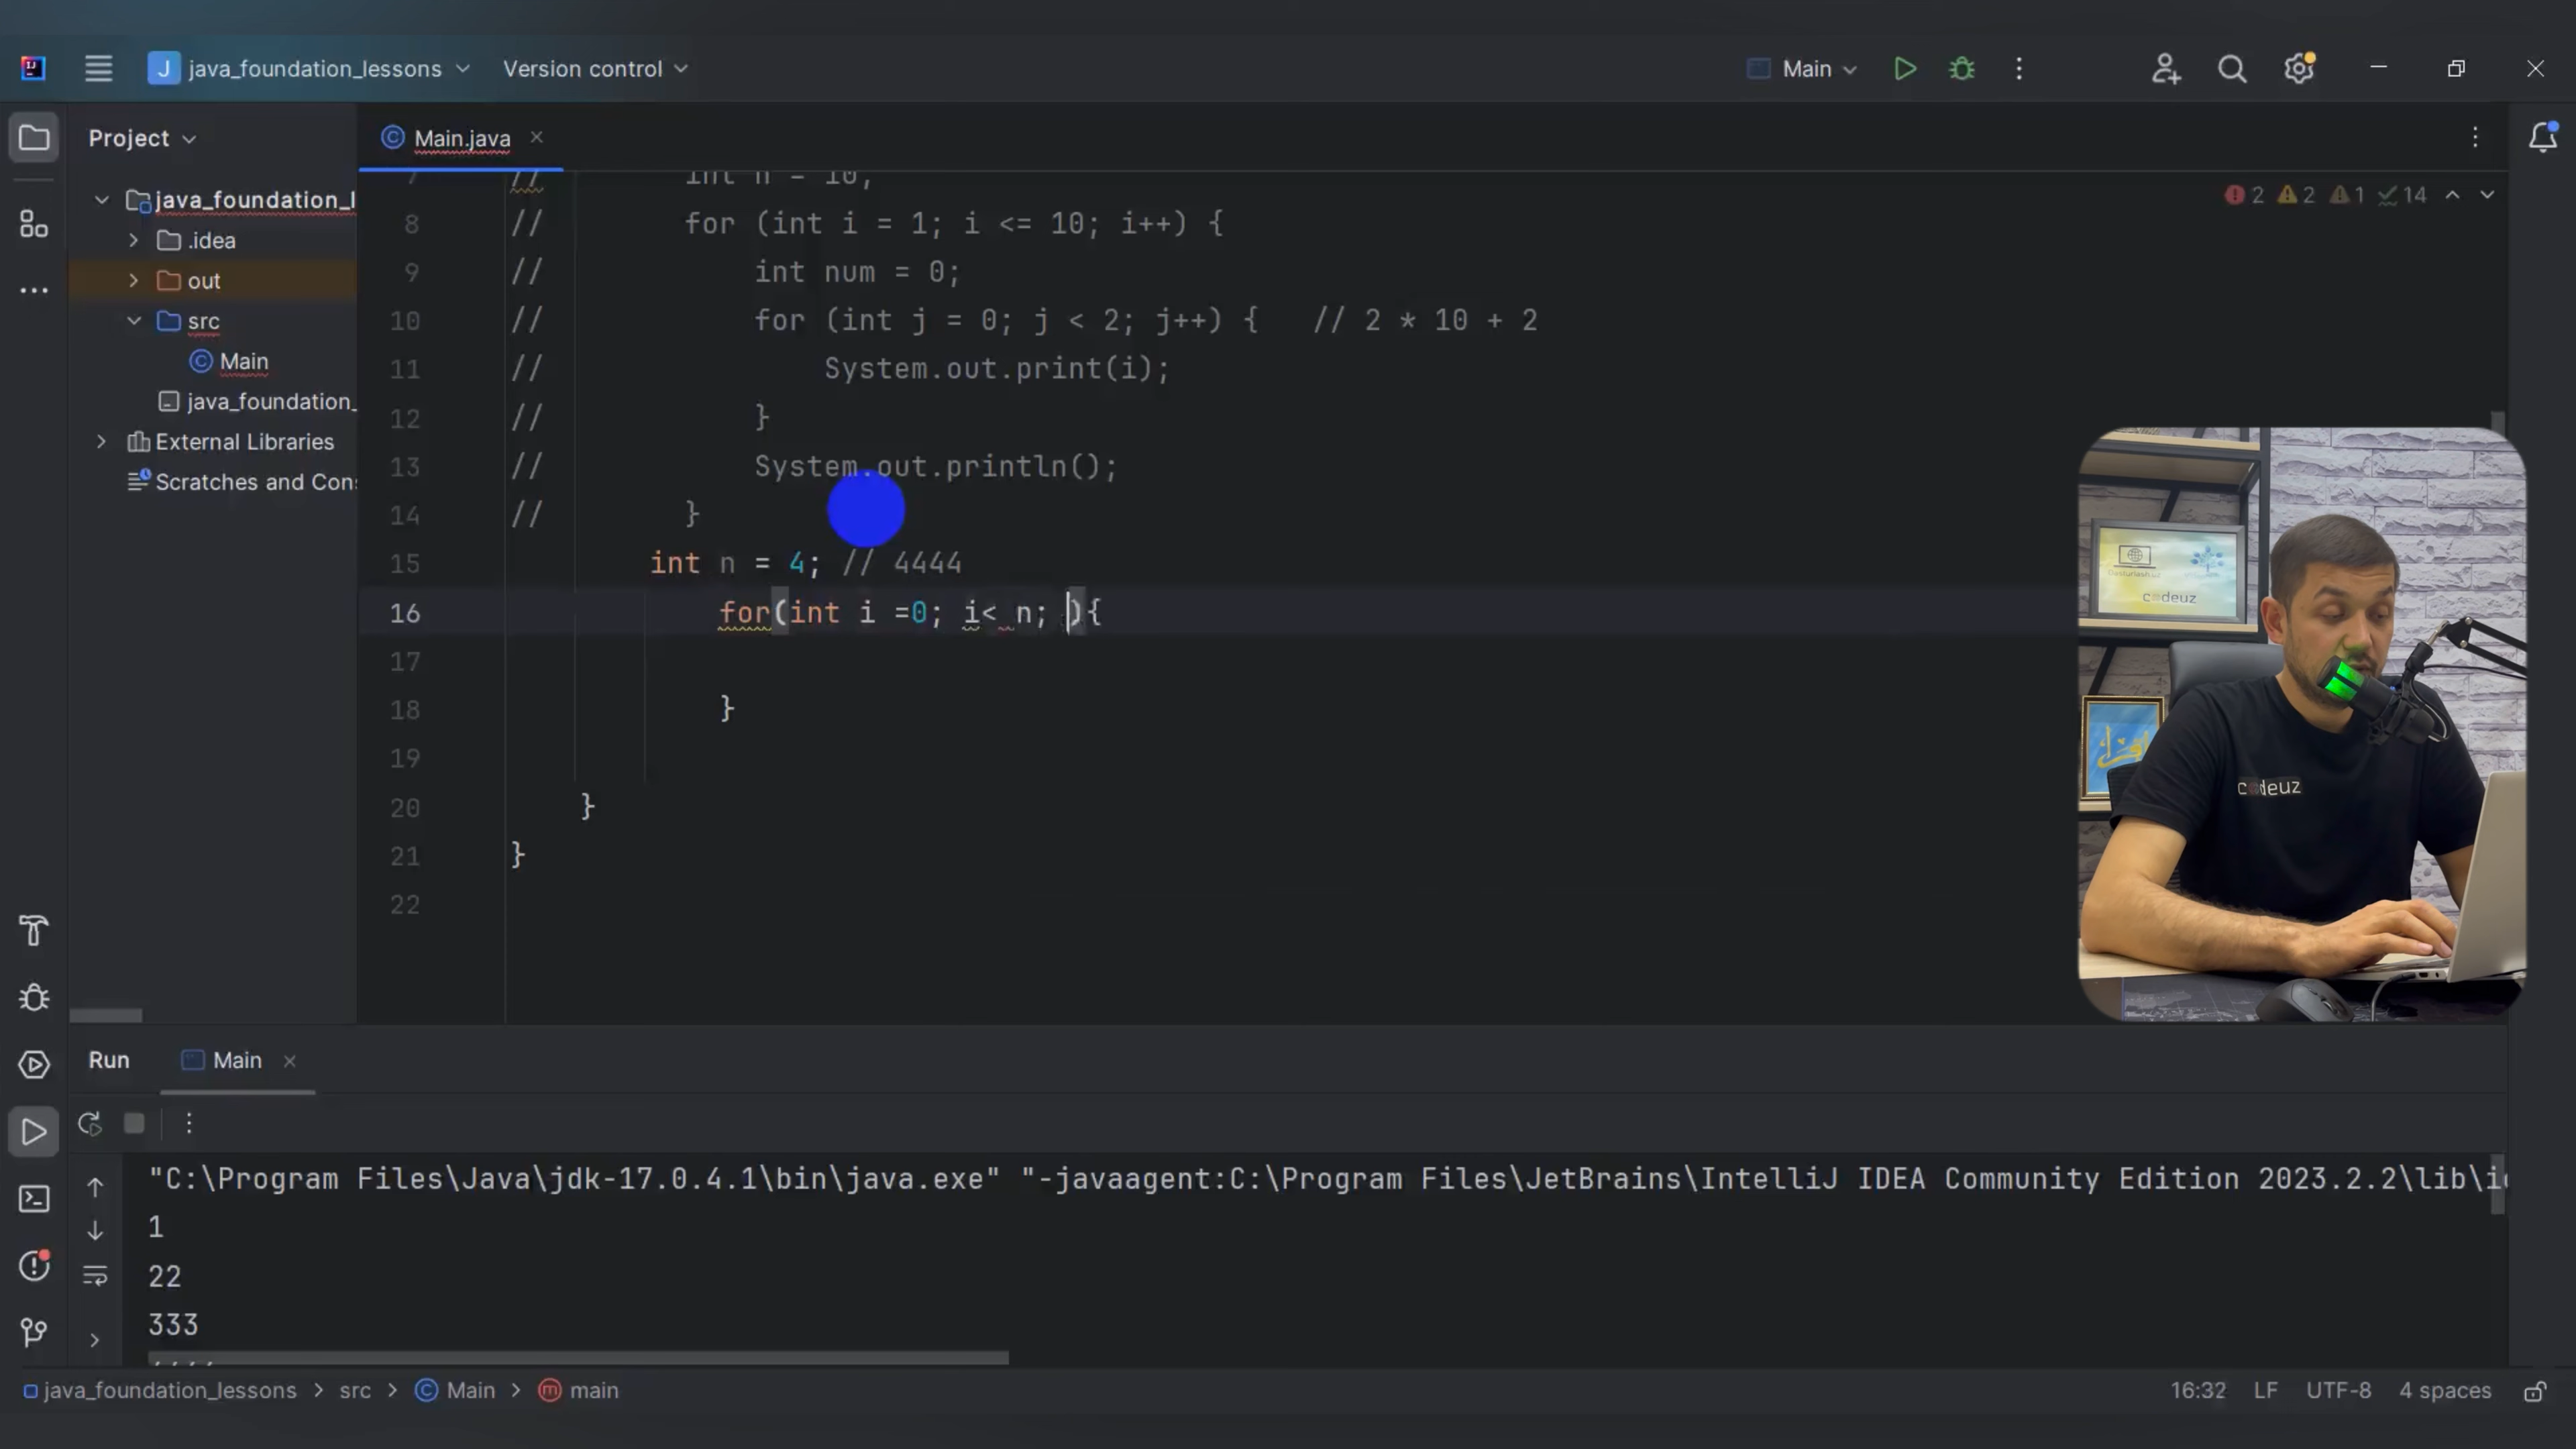 java_foundation_lessons
Version control
Main
Project
Main.java
java_foundation_l
.idea
out
src
Main
java_foundation_
External Libraries
Scratches and Con
2 2 1 14
7 // int n = 10;
8 // for (int i = 1; i <= 10; i++) {
9 // int num = 0;
10 // for (int j = 0; j < 2; j++) { // 2 * 10 + 2
11 // System.out.print(i);
12 // }
13 // System.out.println();
14 // }
15 int n = 4; // 4444
16 for(int i =0; i< n; ){
17
18 }
19
20 }
21 }
22
codeuz
codeuz
Run
Main
"C:\Program Files\Java\jdk-17.0.4.1\bin\java.exe" "-javaagent:C:\Program Files\JetBrains\IntelliJ IDEA Community Edition 2023.2.2\lib\i
1
22
333
java_foundation_lessons > src > Main > main
16:32 LF UTF-8 4 spaces